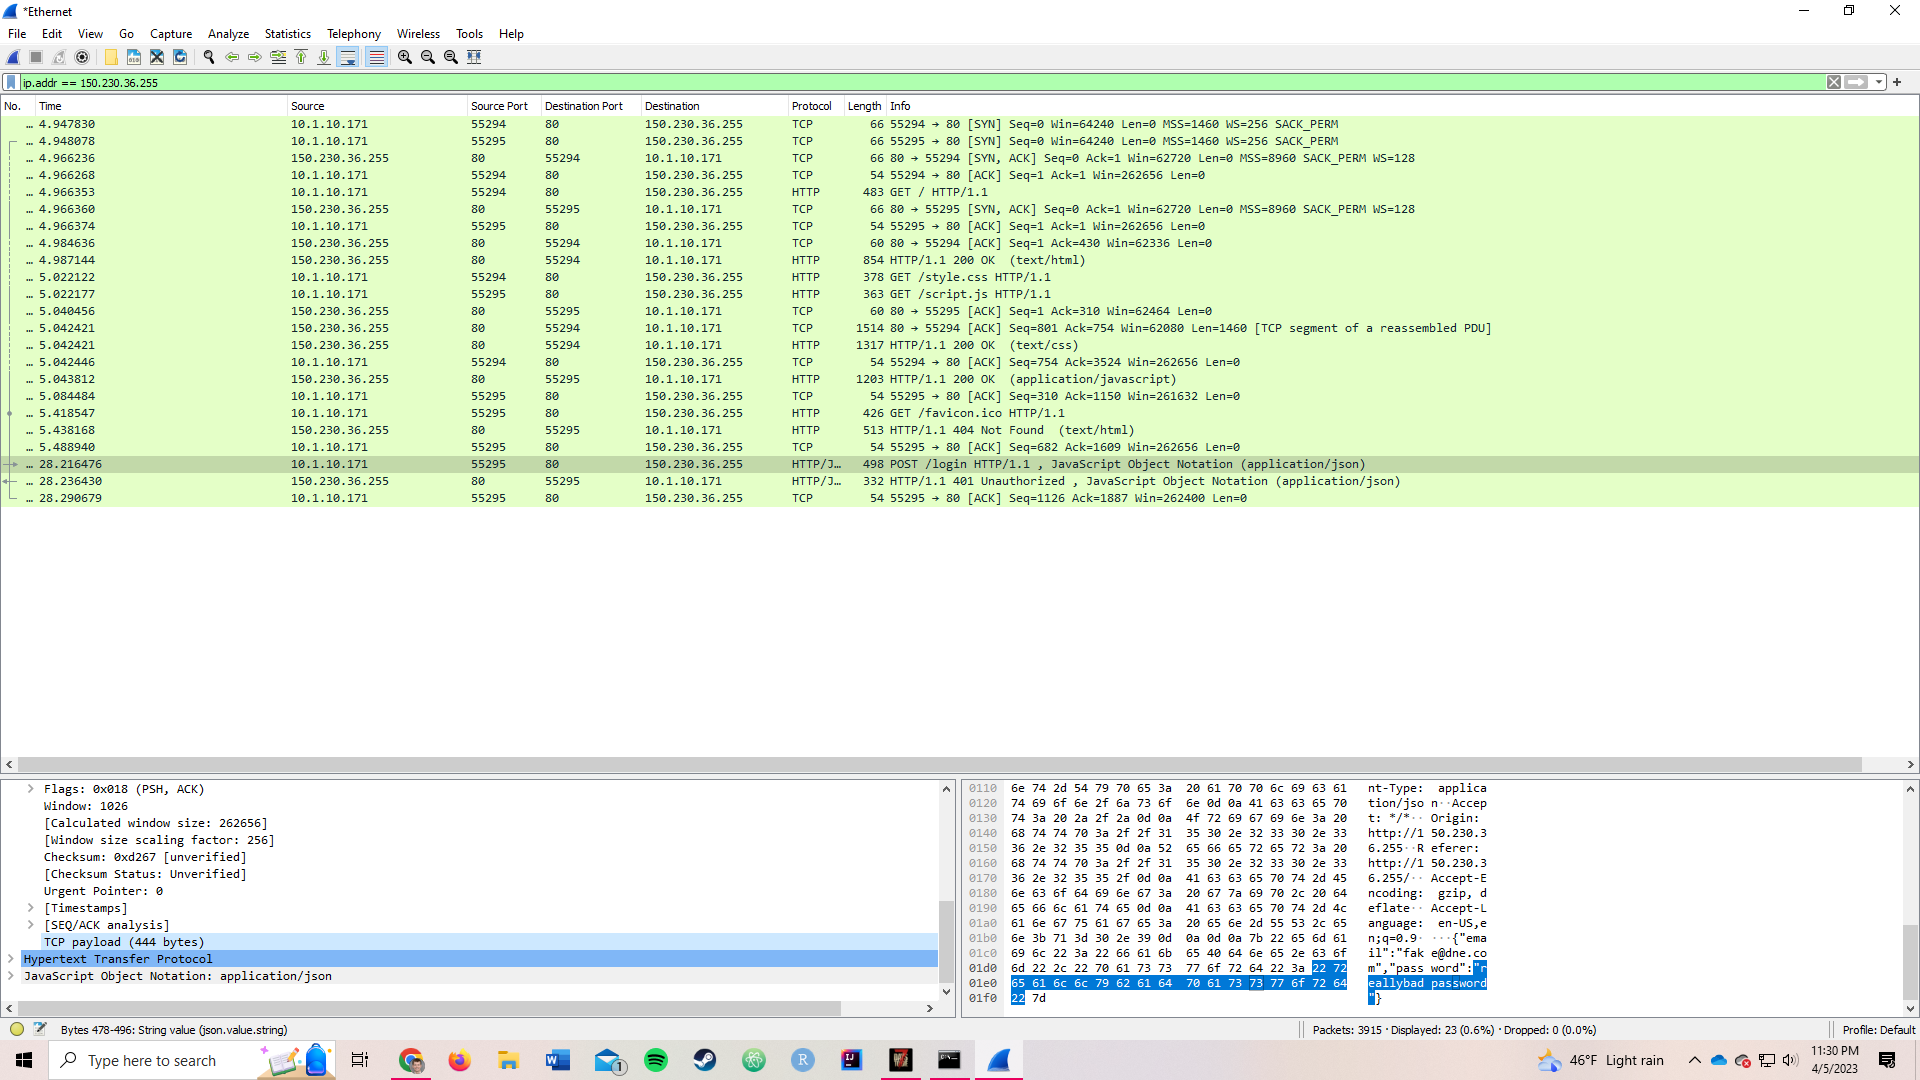 *Ethernet
File Edit View Go Capture Analyze Statistics Telephony Wireless Tools Help
ip.addr == 150.230.36.255
No. Time Source Source Port Destination Port Destination Protocol Length Info
… 4.947830 10.1.10.171 55294 80 150.230.36.255 TCP 66 55294 → 80 [SYN] Seq=0 Win=64240 Len=0 MSS=1460 WS=256 SACK_PERM
… 4.948078 10.1.10.171 55295 80 150.230.36.255 TCP 66 55295 → 80 [SYN] Seq=0 Win=64240 Len=0 MSS=1460 WS=256 SACK_PERM
… 4.966236 150.230.36.255 80 55294 10.1.10.171 TCP 66 80 → 55294 [SYN, ACK] Seq=0 Ack=1 Win=62720 Len=0 MSS=8960 SACK_PERM WS=128
… 4.966268 10.1.10.171 55294 80 150.230.36.255 TCP 54 55294 → 80 [ACK] Seq=1 Ack=1 Win=262656 Len=0
… 4.966353 10.1.10.171 55294 80 150.230.36.255 HTTP 483 GET / HTTP/1.1
… 4.966360 150.230.36.255 80 55295 10.1.10.171 TCP 66 80 → 55295 [SYN, ACK] Seq=0 Ack=1 Win=62720 Len=0 MSS=8960 SACK_PERM WS=128
… 4.966374 10.1.10.171 55295 80 150.230.36.255 TCP 54 55295 → 80 [ACK] Seq=1 Ack=1 Win=262656 Len=0
… 4.984636 150.230.36.255 80 55294 10.1.10.171 TCP 60 80 → 55294 [ACK] Seq=1 Ack=430 Win=62336 Len=0
… 4.987144 150.230.36.255 80 55294 10.1.10.171 HTTP 854 HTTP/1.1 200 OK (text/html)
… 5.022122 10.1.10.171 55294 80 150.230.36.255 HTTP 378 GET /style.css HTTP/1.1
… 5.022177 10.1.10.171 55295 80 150.230.36.255 HTTP 363 GET /script.js HTTP/1.1
… 5.040456 150.230.36.255 80 55295 10.1.10.171 TCP 60 80 → 55295 [ACK] Seq=1 Ack=310 Win=62464 Len=0
… 5.042421 150.230.36.255 80 55294 10.1.10.171 TCP 1514 80 → 55294 [ACK] Seq=801 Ack=754 Win=62080 Len=1460 [TCP segment of a reassembled PDU]
… 5.042421 150.230.36.255 80 55294 10.1.10.171 HTTP 1317 HTTP/1.1 200 OK (text/css)
… 5.042446 10.1.10.171 55294 80 150.230.36.255 TCP 54 55294 → 80 [ACK] Seq=754 Ack=3524 Win=262656 Len=0
… 5.043812 150.230.36.255 80 55295 10.1.10.171 HTTP 1203 HTTP/1.1 200 OK (application/javascript)
… 5.084484 10.1.10.171 55295 80 150.230.36.255 TCP 54 55295 → 80 [ACK] Seq=310 Ack=1150 Win=261632 Len=0
… 5.418547 10.1.10.171 55295 80 150.230.36.255 HTTP 426 GET /favicon.ico HTTP/1.1
… 5.438168 150.230.36.255 80 55295 10.1.10.171 HTTP 513 HTTP/1.1 404 Not Found (text/html)
… 5.488940 10.1.10.171 55295 80 150.230.36.255 TCP 54 55295 → 80 [ACK] Seq=682 Ack=1609 Win=262656 Len=0
… 28.216476 10.1.10.171 55295 80 150.230.36.255 HTTP/J… 498 POST /login HTTP/1.1 , JavaScript Object Notation (application/json)
… 28.236430 150.230.36.255 80 55295 10.1.10.171 HTTP/J… 332 HTTP/1.1 401 Unauthorized , JavaScript Object Notation (application/json)
… 28.290679 10.1.10.171 55295 80 150.230.36.255 TCP 54 55295 → 80 [ACK] Seq=1126 Ack=1887 Win=262400 Len=0
Flags: 0x018 (PSH, ACK)
Window: 1026
[Calculated window size: 262656]
[Window size scaling factor: 256]
Checksum: 0xd267 [unverified]
[Checksum Status: Unverified]
Urgent Pointer: 0
[Timestamps]
[SEQ/ACK analysis]
TCP payload (444 bytes)
Hypertext Transfer Protocol
JavaScript Object Notation: application/json
0110 6e 74 2d 54 79 70 65 3a 20 61 70 70 6c 69 63 61 nt-Type: applica
0120 74 69 6f 6e 2f 6a 73 6f 6e 0d 0a 41 63 63 65 70 tion/jso n··Accep
0130 74 3a 20 2a 2f 2a 0d 0a 4f 72 69 67 69 6e 3a 20 t: */*·· Origin:
0140 68 74 74 70 3a 2f 2f 31 35 30 2e 32 33 30 2e 33 http://1 50.230.3
0150 36 2e 32 35 35 0d 0a 52 65 66 65 72 65 72 3a 20 6.255··R eferer:
0160 68 74 74 70 3a 2f 2f 31 35 30 2e 32 33 30 2e 33 http://1 50.230.3
0170 36 2e 32 35 35 2f 0d 0a 41 63 63 65 70 74 2d 45 6.255/·· Accept-E
0180 6e 63 6f 64 69 6e 67 3a 20 67 7a 69 70 2c 20 64 ncoding: gzip, d
0190 65 66 6c 61 74 65 0d 0a 41 63 63 65 70 74 2d 4c eflate·· Accept-L
01a0 61 6e 67 75 61 67 65 3a 20 65 6e 2d 55 53 2c 65 anguage: en-US,e
01b0 6e 3b 71 3d 30 2e 39 0d 0a 0d 0a 7b 22 65 6d 61 n;q=0.9· ···{"ema
01c0 69 6c 22 3a 22 66 61 6b 65 40 64 6e 65 2e 63 6f il":"fak e@dne.co
01d0 6d 22 2c 22 70 61 73 73 77 6f 72 64 22 3a 22 72 m","pass word":"r
01e0 65 61 6c 6c 79 62 61 64 70 61 73 73 77 6f 72 64 eallybad password
01f0 22 7d "}
Bytes 478-496: String value (json.value.string) Packets: 3915 · Displayed: 23 (0.6%) · Dropped: 0 (0.0%) Profile: Default
Type here to search 1 46°F Light rain 11:30 PM
4/5/2023